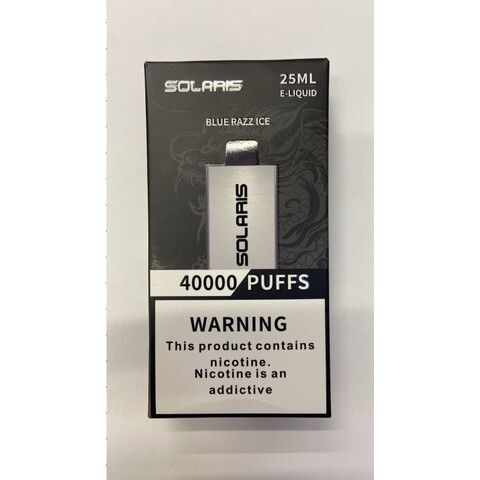 SOLARIS
25ML
E-LIQUID
BLUE RAZZ ICE
SOLARIS
40000 PUFFS
WARNING
This product contains
nicotine.
Nicotine is an
addictive